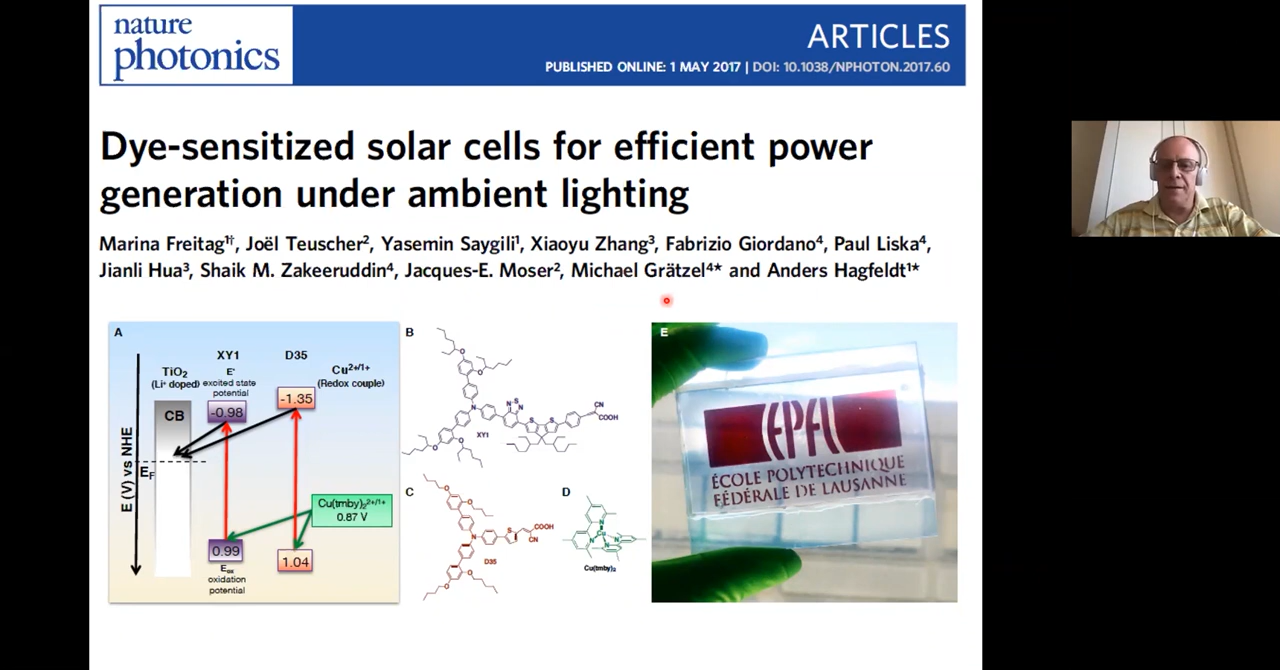 nature
photonics
ARTICLES
PUBLISHED ONLINE: 1 MAY 2017 | DOI: 10.1038/NPHOTON.2017.60
Dye-sensitized solar cells for efficient power
generation under ambient lighting
Marina Freitag1†, Joël Teuscher2, Yasemin Saygili1, Xiaoyu Zhang3, Fabrizio Giordano4, Paul Liska4,
Jianli Hua3, Shaik M. Zakeeruddin4, Jacques-E. Moser2, Michael Grätzel4* and Anders Hagfeldt1*
A
XY1
D35
TiO2
(Li+ doped)
E*
excited state
potential
Cu2+/1+
(Redox couple)
CB
-0.98
-1.35
E (V) vs NHE
EF
Cu(tmby)2 2+/1+
0.87 V
0.99
1.04
Eox
oxidation
potential
B
O
O
N
S
N
N
S
S
CN
COOH
O
O
XY1
C
O
O
N
S
COOH
CN
O
O
D35
D
N
N
Cu
N
N
Cu(tmby)2
E
EPFL
ÉCOLE POLYTECHNIQUE
FÉDÉRALE DE LAUSANNE